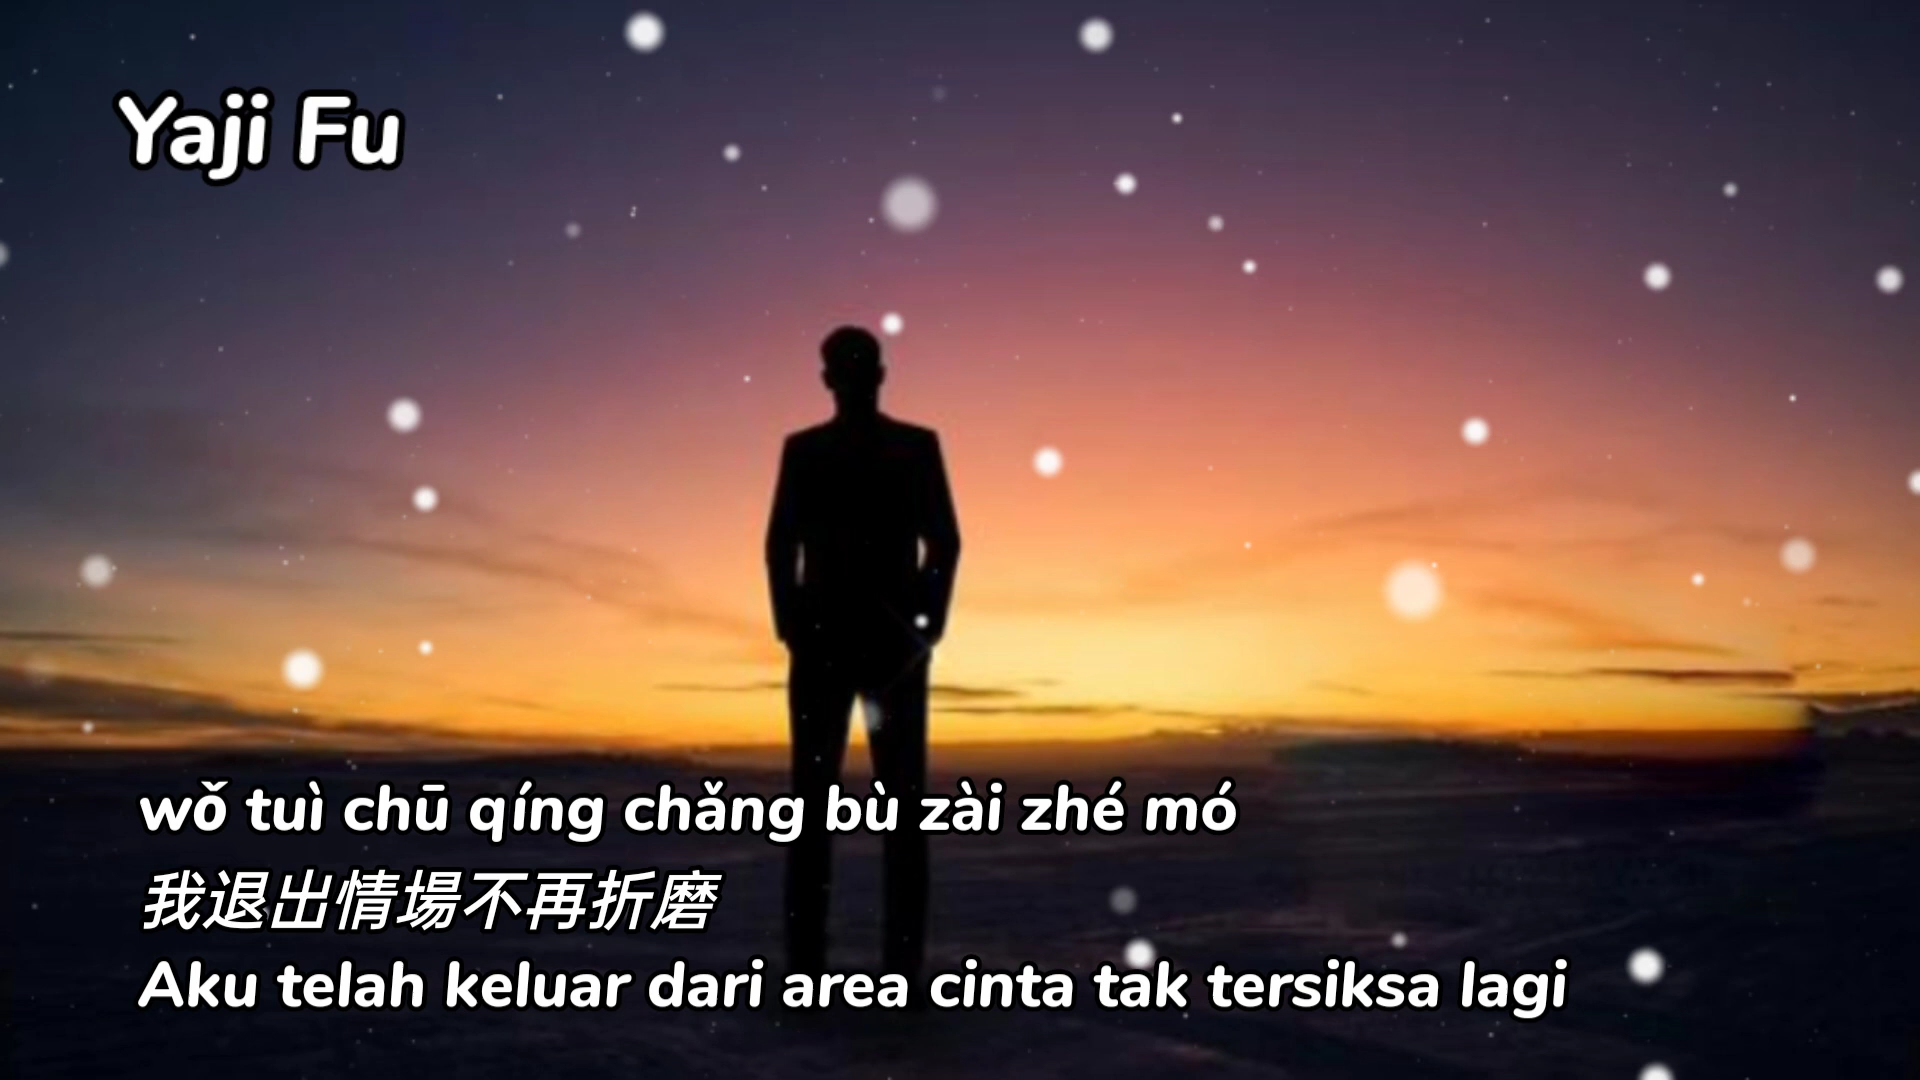 Yaji Fu
wǒ tuì chū qíng chǎng bù zài zhé mó
我退出情場不再折磨
Aku telah keluar dari area cinta tak tersiksa lagi